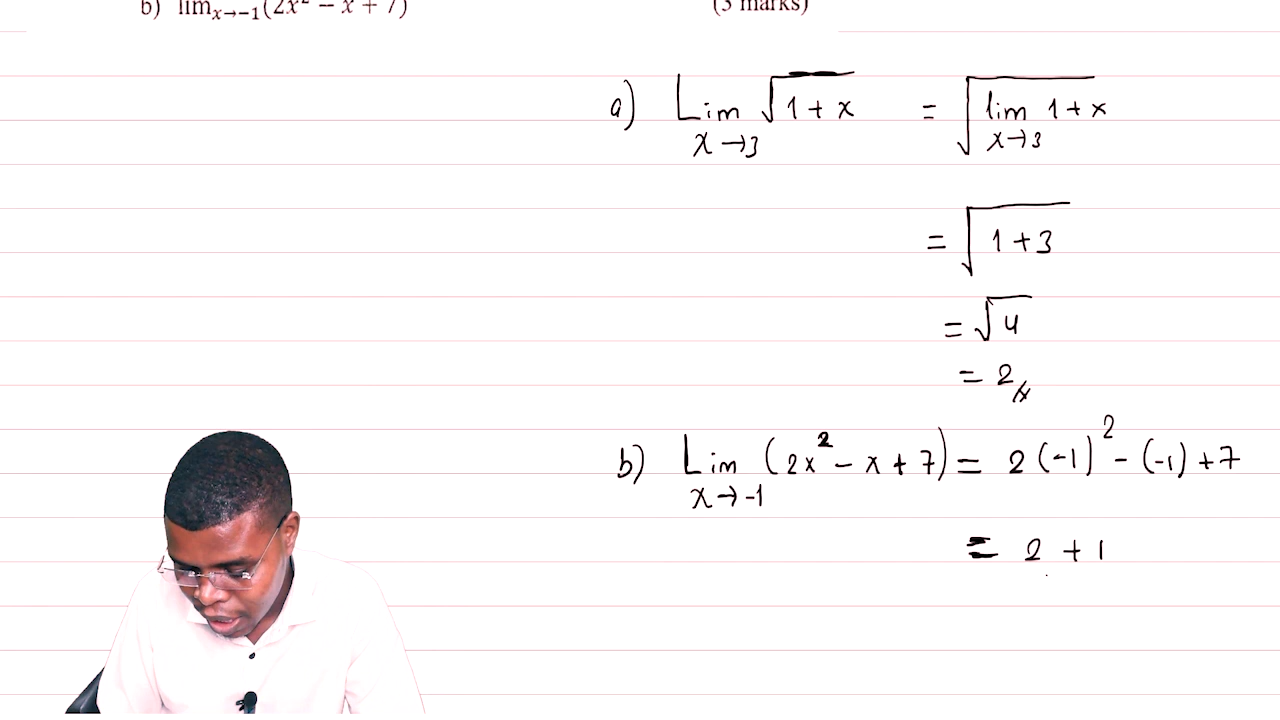 b) lim x→−1 (2x² − x + 7) (3 marks)
a) Lim x→3 √(1 + x) = √(lim x→3 1 + x)
= √(1 + 3)
= √4
= 2
b) Lim x→-1 (2x² − x + 7) = 2(-1)² − (-1) + 7
= 2 + 1